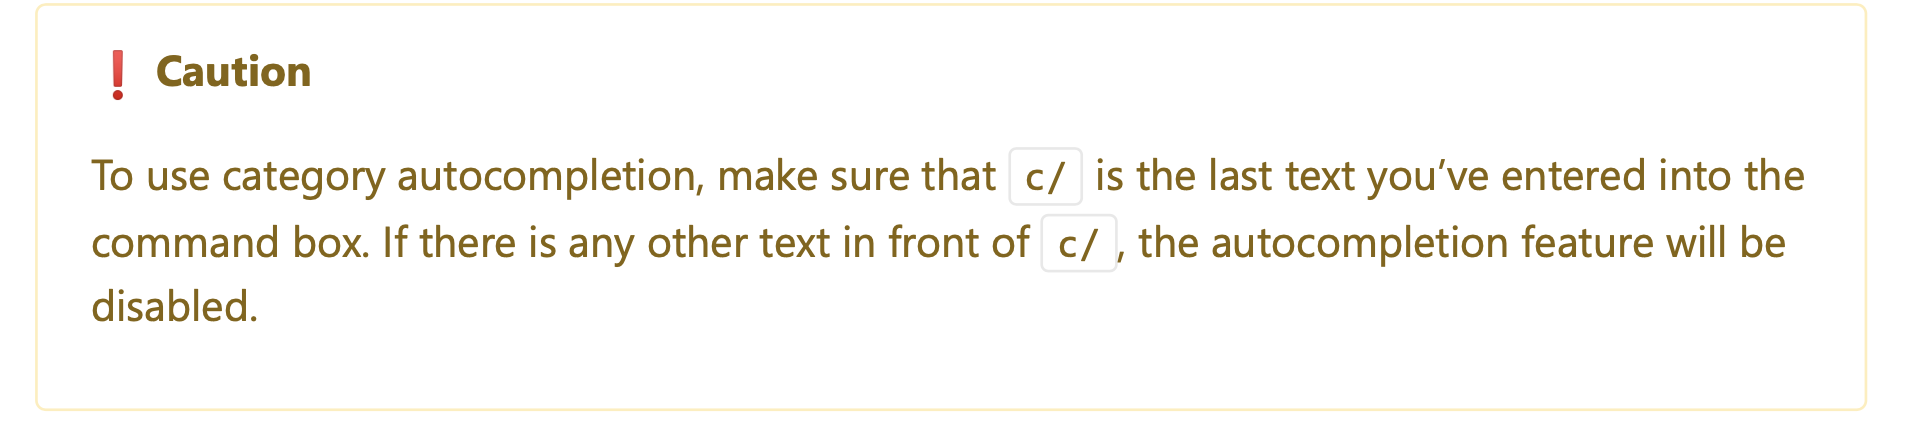 ❗ Caution
To use category autocompletion, make sure that c/ is the last text you’ve entered into the
command box. If there is any other text in front of c/, the autocompletion feature will be
disabled.